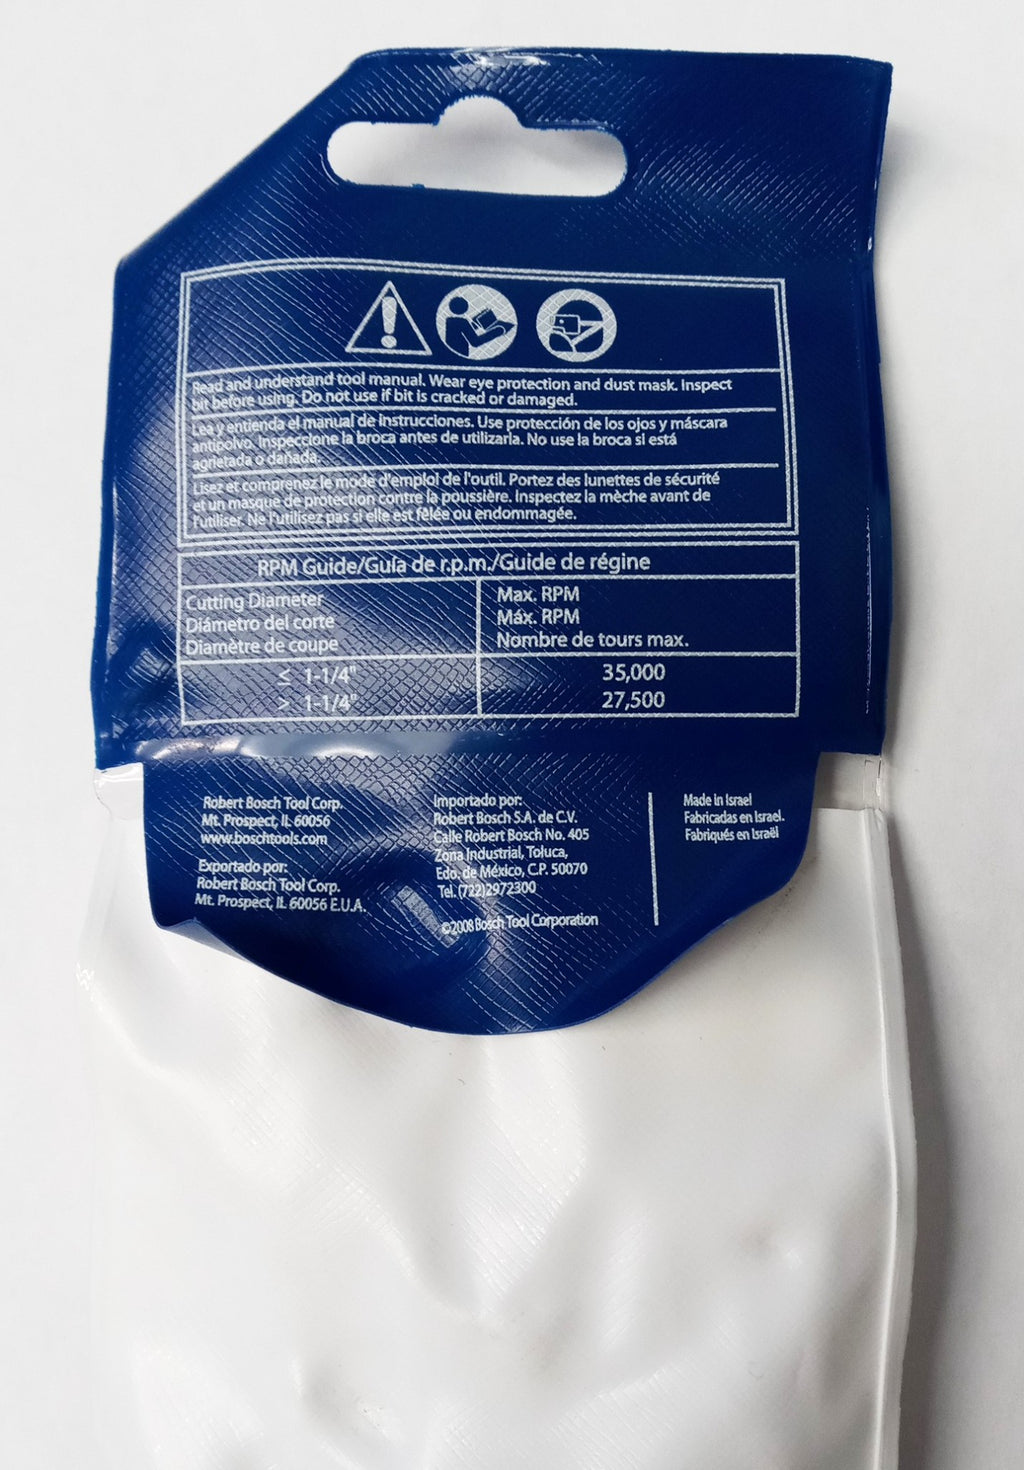 Read and understand tool manual. Wear eye protection and dust mask. Inspect
bit before using. Do not use if bit is cracked or damaged.
Lea y entienda el manual de instrucciones. Use protección de los ojos y máscara
antipolvo. Inspeccione la broca antes de utilizarla. No use la broca si está
agrietada o dañada.
Lisez et comprenez le mode d'emploi de l'outil. Portez des lunettes de sécurité
et un masque de protection contre la poussière. Inspectez la mèche avant de
l'utiliser. Ne l'utilisez pas si elle est fêlée ou endommagée.
RPM Guide/Guía de r.p.m./Guide de régine
Cutting Diameter
Diámetro del corte
Diamètre de coupe
Max. RPM
Máx. RPM
Nombre de tours max.
≤ 1-1/4" 35,000
> 1-1/4" 27,500
Robert Bosch Tool Corp.
Mt. Prospect, IL 60056
www.boschtools.com
Exportado por:
Robert Bosch Tool Corp.
Mt. Prospect, IL 60056 E.U.A.
Importado por:
Robert Bosch S.A. de C.V.
Calle Robert Bosch No. 405
Zona Industrial, Toluca,
Edo. de México, C.P. 50070
Tel. (722)2972300
©2008 Bosch Tool Corporation
Made in Israel
Fabricadas en Israel.
Fabriqués en Israël